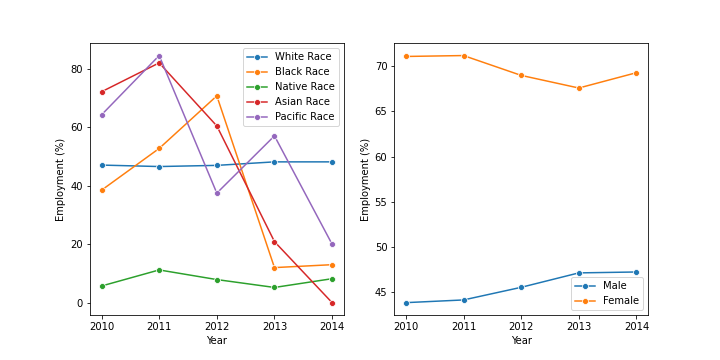 White Race
Black Race
Native Race
Asian Race
Pacific Race
80
60
40
20
0
Employment (%)
2010 2011 2012 2013 2014
Year
70
65
60
55
50
45
Employment (%)
Male
Female
2010 2011 2012 2013 2014
Year